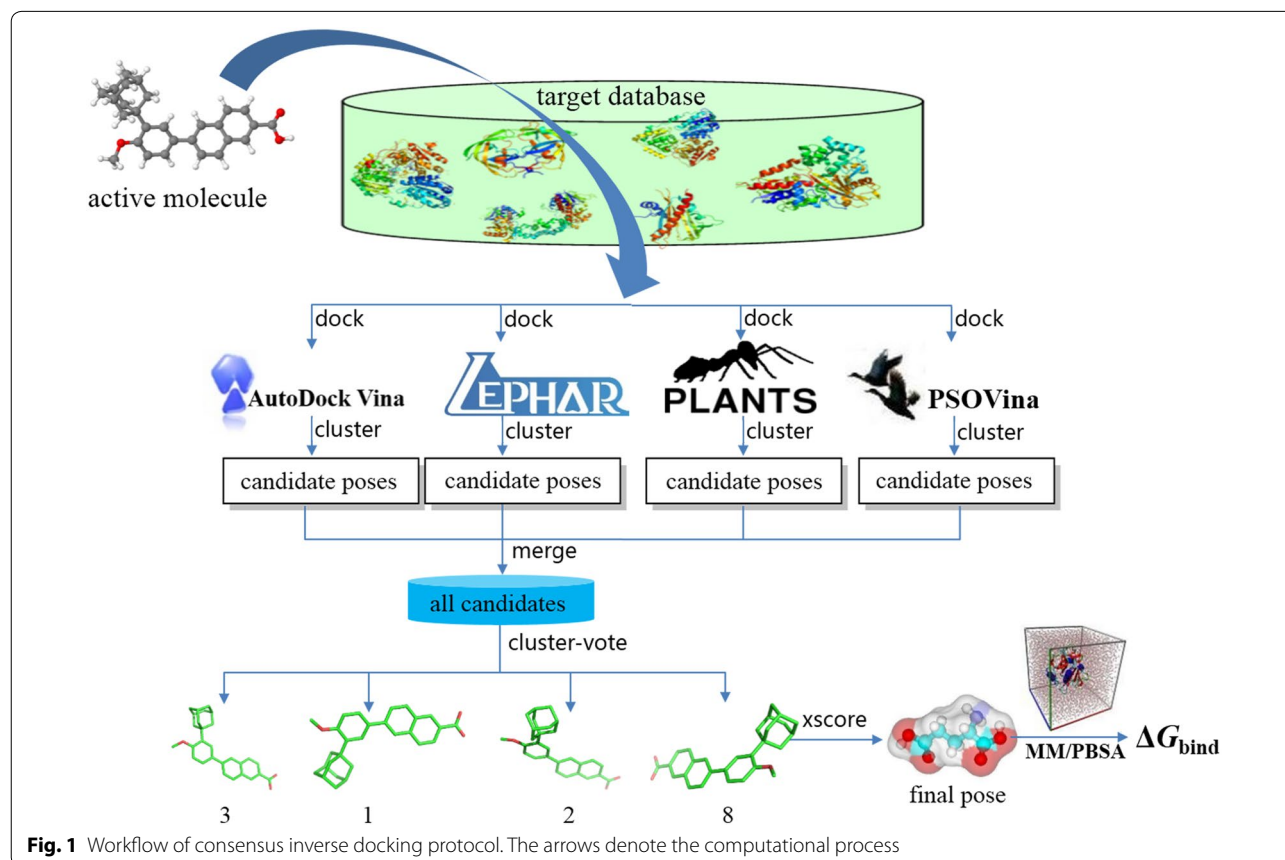 target database
active molecule
dock dock dock dock
AutoDock Vina LEPHAR PLANTS PSOVina
cluster cluster cluster cluster
candidate poses candidate poses candidate poses candidate poses
merge
all candidates
cluster-vote
xscore
MM/PBSA
ΔGbind
final pose
3 1 2 8
Fig. 1 Workflow of consensus inverse docking protocol. The arrows denote the computational process